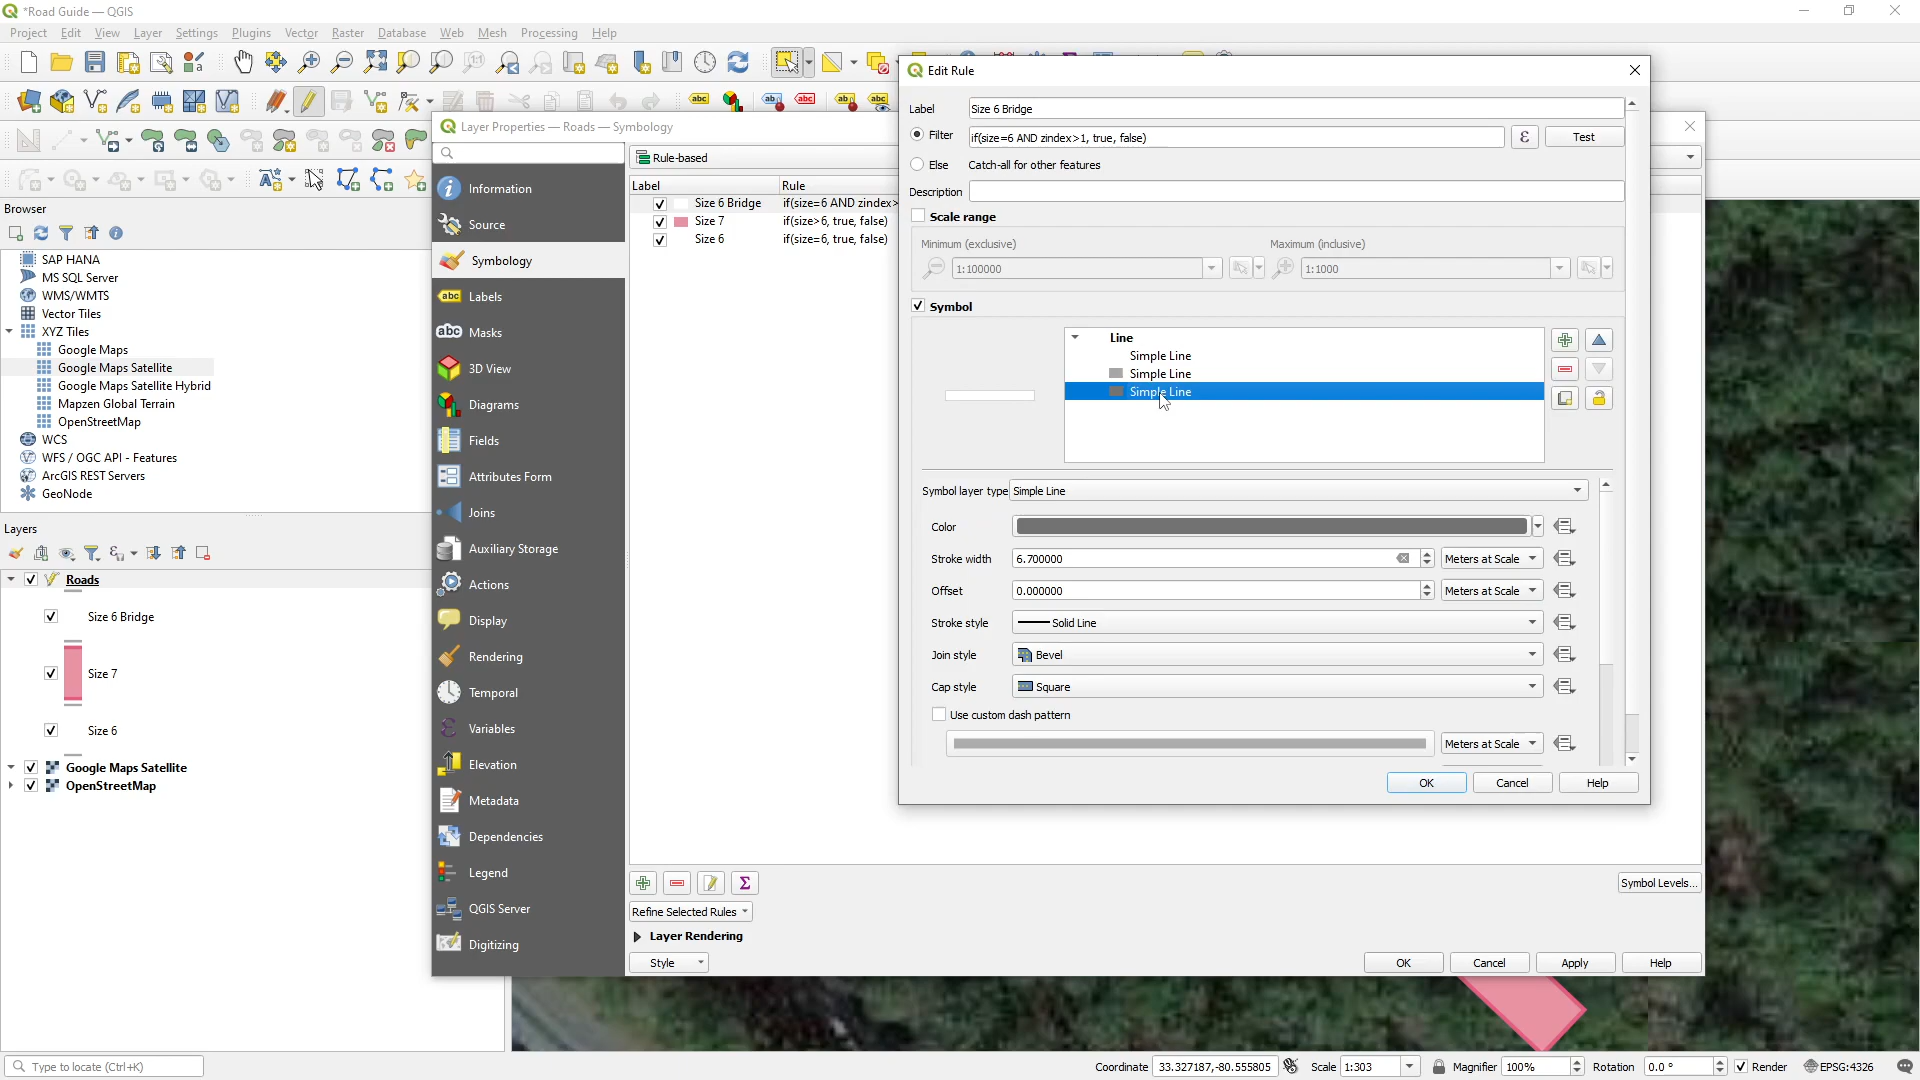 *Road Guide — QGIS
Project Edit View Layer Settings Plugins Vector Raster Database Web Mesh Processing Help
Edit Rule
Label Size 6 Bridge
Filter if(size=6 AND zindex>1, true, false) ε Test
Else Catch-all for other features
Description
Scale range
Minimum (exclusive) Maximum (inclusive)
1:100000 1:1000
Symbol
Line
Simple Line
Simple Line
Simple Line
Symbol layer type Simple Line
Color
Stroke width 6.700000 Meters at Scale
Offset 0.000000 Meters at Scale
Stroke style Solid Line
Join style Bevel
Cap style Square
Use custom dash pattern
Meters at Scale
OK Cancel Help
Layer Properties — Roads — Symbology
Rule-based
Label Rule
Size 6 Bridge if(size=6 AND zindex>
Size 7 if(size>6, true, false)
Size 6 if(size=6, true, false)
Information
Source
Symbology
abc Labels
abc Masks
3D View
Diagrams
Fields
Attributes Form
Joins
Auxiliary Storage
Actions
Display
Rendering
Temporal
Variables
Elevation
Metadata
Dependencies
Legend
QGIS Server
Digitizing
Symbol Levels...
Refine Selected Rules
Layer Rendering
Style OK Cancel Apply Help
Browser
SAP HANA
MS SQL Server
WMS/WMTS
Vector Tiles
XYZ Tiles
Google Maps
Google Maps Satellite
Google Maps Satellite Hybrid
Mapzen Global Terrain
OpenStreetMap
WCS
WFS / OGC API - Features
ArcGIS REST Servers
GeoNode
Layers
Roads
Size 6 Bridge
Size 7
Size 6
Google Maps Satellite
OpenStreetMap
Type to locate (Ctrl+K) Coordinate 33.327187,-80.555805 Scale 1:303 Magnifier 100% Rotation 0.0 ° Render EPSG:4326